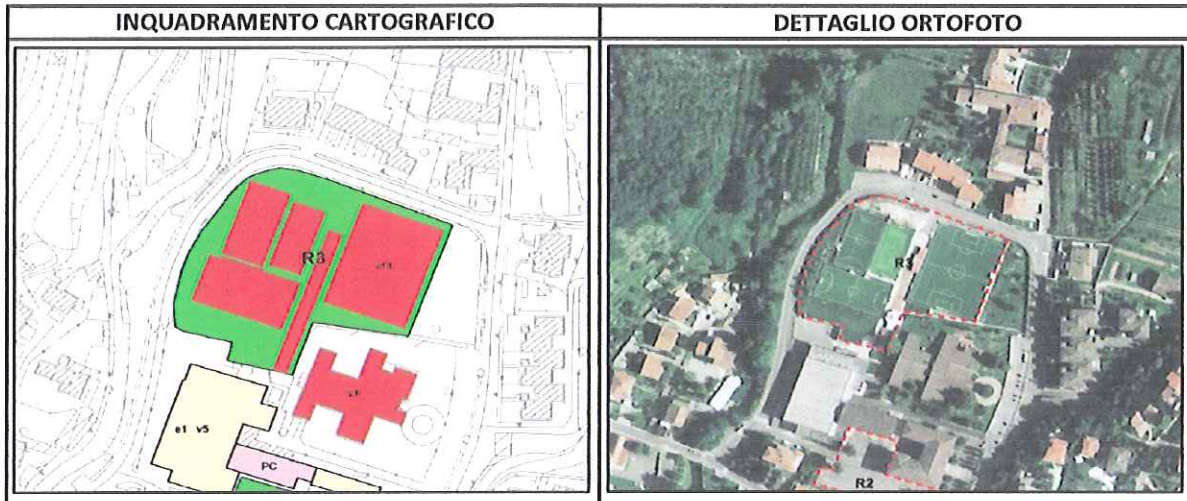 INQUADRAMENTO CARTOGRAFICO
DETTAGLIO ORTOFOTO
R3
e1 v5
PC
R3
R2